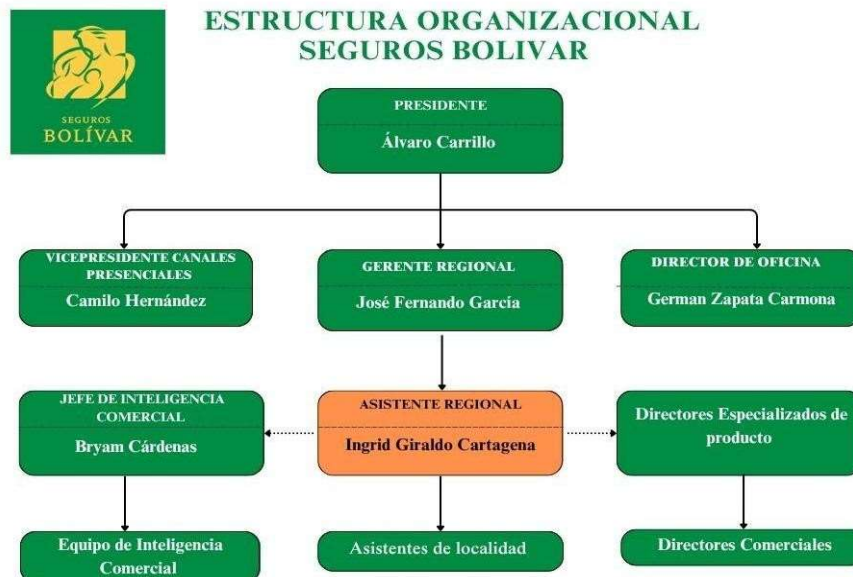 ESTRUCTURA ORGANIZACIONAL
SEGUROS BOLIVAR
SEGUROS
BOLÍVAR
PRESIDENTE
Álvaro Carrillo
VICEPRESIDENTE CANALES
PRESENCIALES
Camilo Hernández
GERENTE REGIONAL
José Fernando García
DIRECTOR DE OFICINA
German Zapata Carmona
JEFE DE INTELIGENCIA
COMERCIAL
Bryam Cárdenas
ASISTENTE REGIONAL
Ingrid Giraldo Cartagena
Directores Especializados de
producto
Equipo de Inteligencia
Comercial
Asistentes de localidad
Directores Comerciales